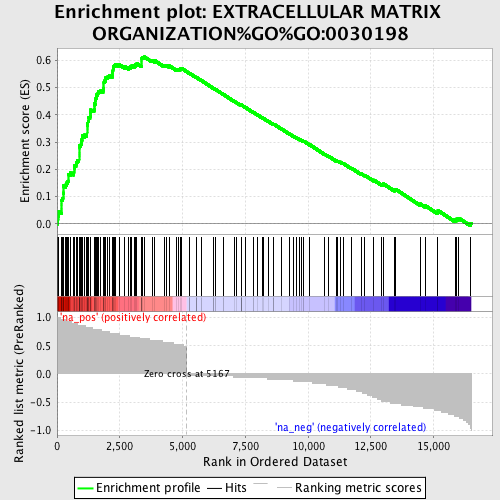 Enrichment plot: EXTRACELLULAR MATRIX
ORGANIZATION%GO%GO:0030198
Enrichment score (ES)
0.6
0.5
0.4
0.3
0.2
0.1
0.0
Ranked list metric (PreRanked)
1.0
0.5
0.0
-0.5
-1.0
'na_pos' (positively correlated)
Zero cross at 5167
'na_neg' (negatively correlated)
0
2,500
5,000
7,500
10,000
12,500
15,000
Rank in Ordered Dataset
Enrichment profile
Hits
Ranking metric scores